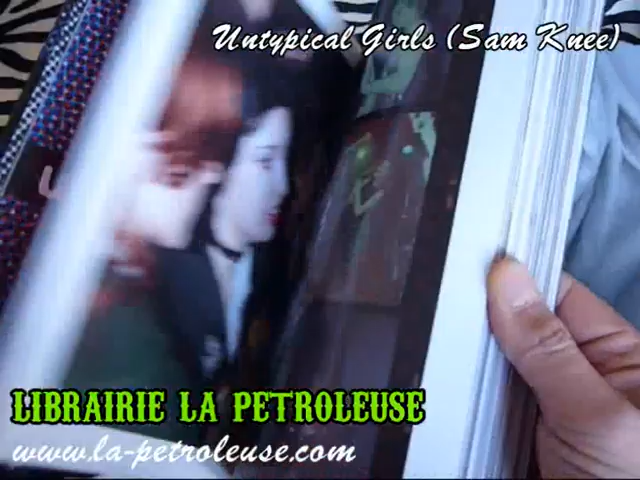 Untypical Girls (Sam Knee)
LIBRAIRIE LA PETROLEUSE
www.la-petroleuse.com